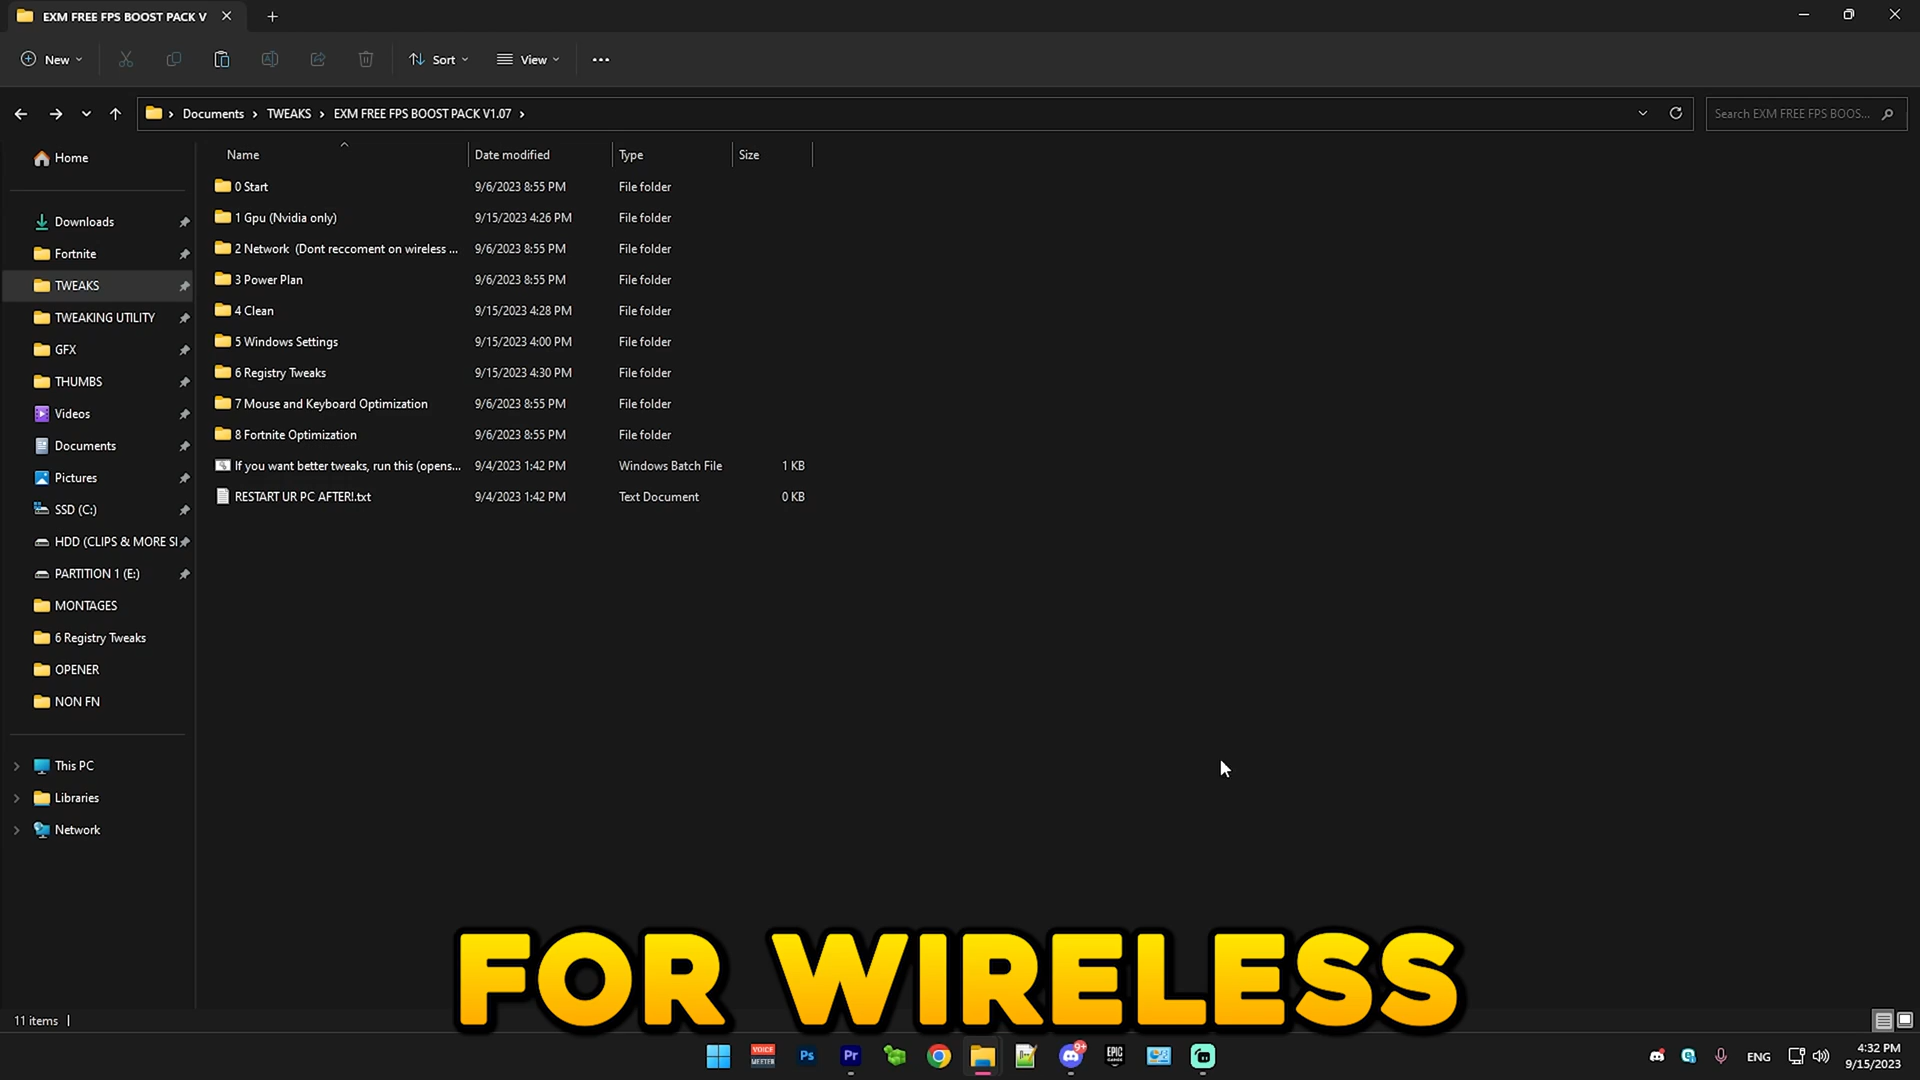 EXM FREE FPS BOOST PACK V
New
Sort
View
Documents > TWEAKS > EXM FREE FPS BOOST PACK V1.07 >
Search EXM FREE FPS BOOS...
Name Date modified Type Size
Home
Downloads
Fortnite
TWEAKS
TWEAKING UTILITY
GFX
THUMBS
Videos
Documents
Pictures
SSD (C:)
HDD (CLIPS & MORE SI
PARTITION 1 (E:)
MONTAGES
6 Registry Tweaks
OPENER
NON FN
This PC
Libraries
Network
0 Start 9/6/2023 8:55 PM File folder
1 Gpu (Nvidia only) 9/15/2023 4:26 PM File folder
2 Network (Dont reccoment on wireless ... 9/6/2023 8:55 PM File folder
3 Power Plan 9/6/2023 8:55 PM File folder
4 Clean 9/15/2023 4:28 PM File folder
5 Windows Settings 9/15/2023 4:00 PM File folder
6 Registry Tweaks 9/15/2023 4:30 PM File folder
7 Mouse and Keyboard Optimization 9/6/2023 8:55 PM File folder
8 Fortnite Optimization 9/6/2023 8:55 PM File folder
If you want better tweaks, run this (opens... 9/4/2023 1:42 PM Windows Batch File 1 KB
RESTART UR PC AFTER!.txt 9/4/2023 1:42 PM Text Document 0 KB
FOR WIRELESS
11 items
VOICE
MEETER
Ps
Pr
9+
EPIC
GAMES
ENG
4:32 PM
9/15/2023